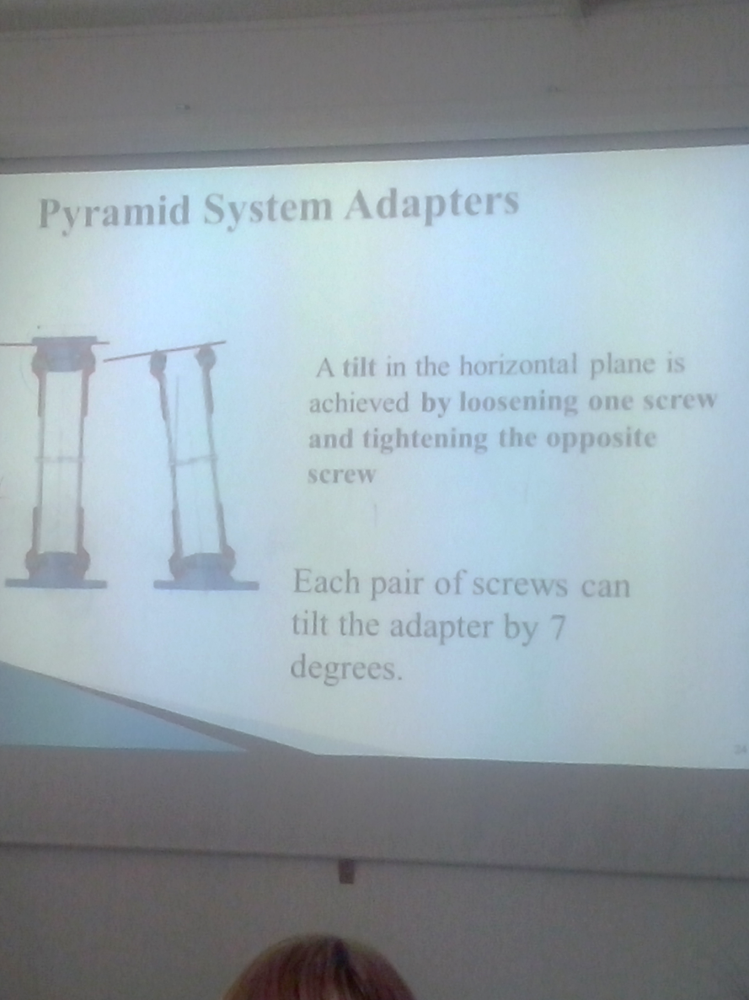 Pyramid System Adapters
A tilt in the horizontal plane is
achieved by loosening one screw
and tightening the opposite
screw
Each pair of screws can
tilt the adapter by 7
degrees.